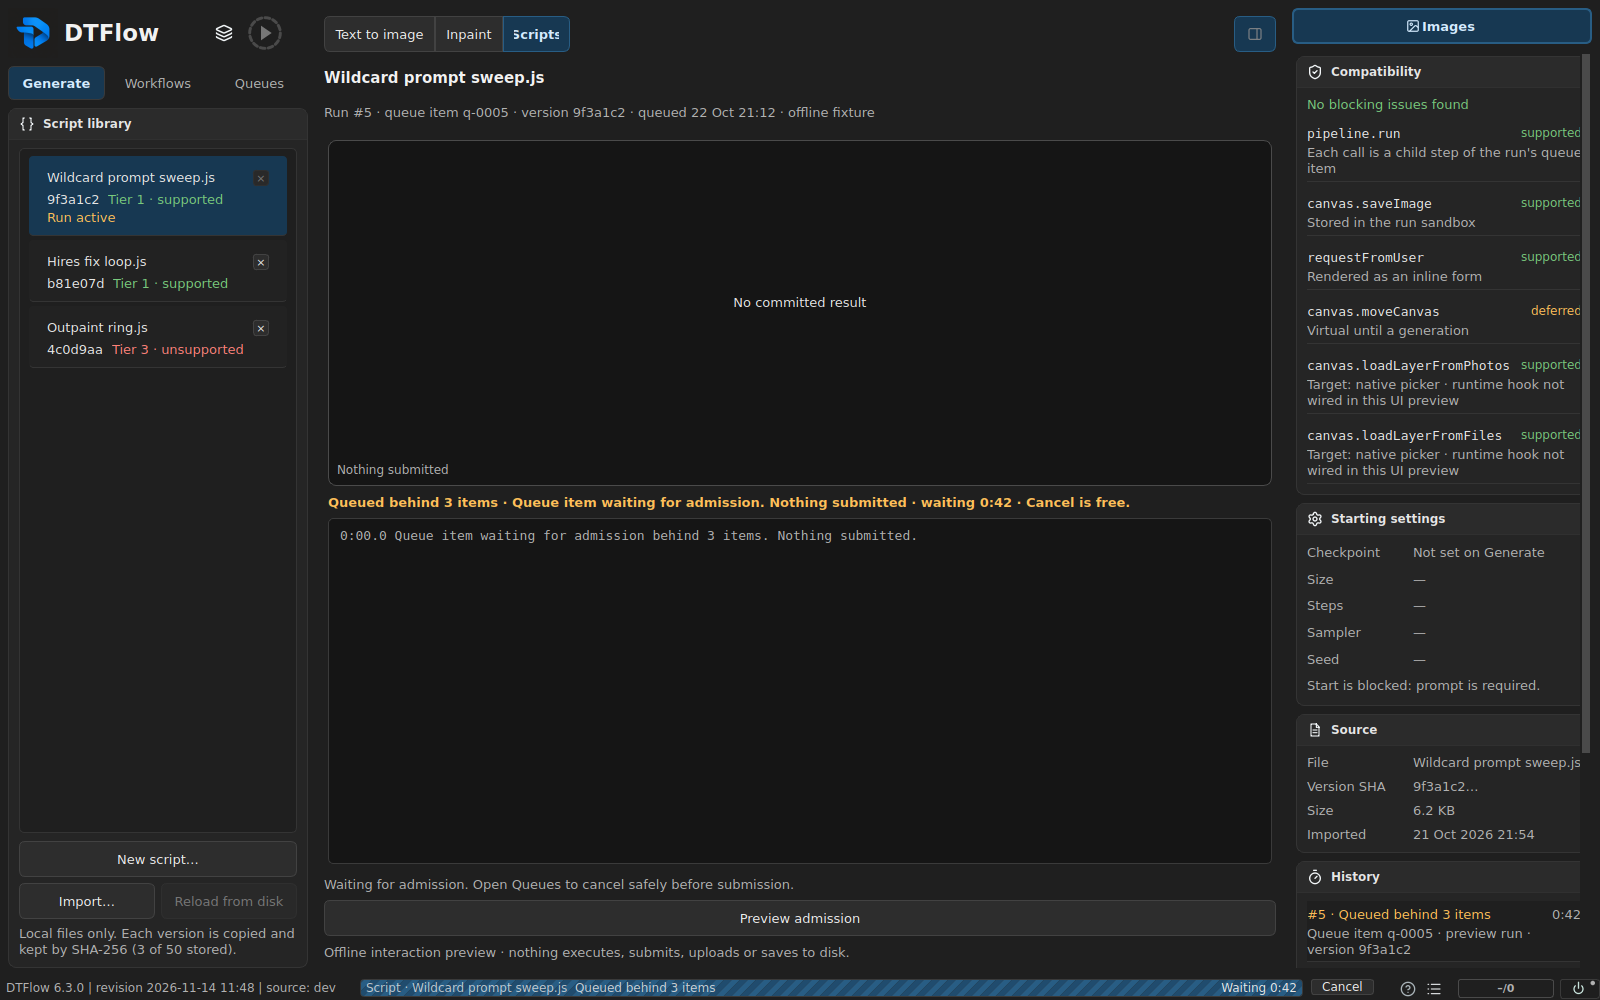 DTFlow
Generate
Workflows
Queues
Script library
Wildcard prompt sweep.js
9f3a1c2 Tier 1 · supported
Run active
Hires fix loop.js
b81e07d Tier 1 · supported
Outpaint ring.js
4c0d9aa Tier 3 · unsupported
New script...
Import...
Reload from disk
Local files only. Each version is copied and
kept by SHA-256 (3 of 50 stored).
Text to image
Inpaint
Scripts
Wildcard prompt sweep.js
Run #5 · queue item q-0005 · version 9f3a1c2 · queued 22 Oct 21:12 · offline fixture
No committed result
Nothing submitted
Queued behind 3 items · Queue item waiting for admission. Nothing submitted · waiting 0:42 · Cancel is free.
0:00.0 Queue item waiting for admission behind 3 items. Nothing submitted.
Waiting for admission. Open Queues to cancel safely before submission.
Preview admission
Offline interaction preview · nothing executes, submits, uploads or saves to disk.
Images
Compatibility
No blocking issues found
pipeline.run supported
Each call is a child step of the run's queue
item
canvas.saveImage supported
Stored in the run sandbox
requestFromUser supported
Rendered as an inline form
canvas.moveCanvas deferred
Virtual until a generation
canvas.loadLayerFromPhotos supported
Target: native picker · runtime hook not
wired in this UI preview
canvas.loadLayerFromFiles supported
Target: native picker · runtime hook not
wired in this UI preview
Starting settings
Checkpoint Not set on Generate
Size —
Steps —
Sampler —
Seed —
Start is blocked: prompt is required.
Source
File Wildcard prompt sweep.js
Version SHA 9f3a1c2...
Size 6.2 KB
Imported 21 Oct 2026 21:54
History
#5 · Queued behind 3 items 0:42
Queue item q-0005 · preview run ·
version 9f3a1c2
DTFlow 6.3.0 | revision 2026-11-14 11:48 | source: dev
Script · Wildcard prompt sweep.js Queued behind 3 items Waiting 0:42
Cancel
–/0